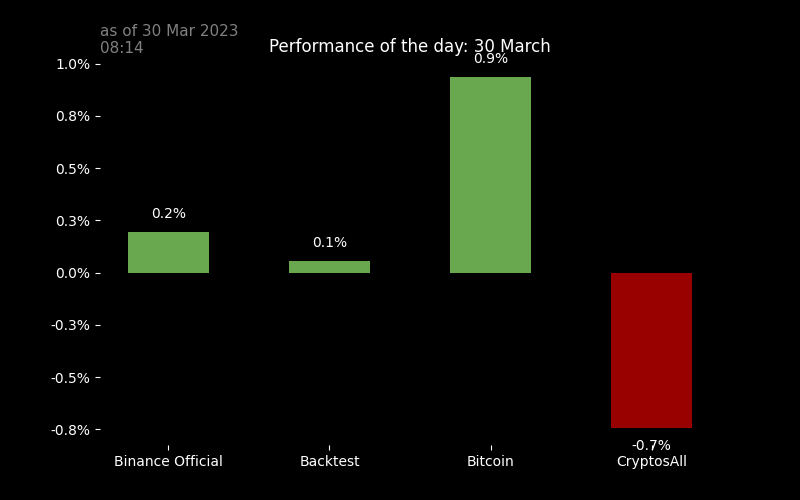 as of 30 Mar 2023
08:14
Performance of the day: 30 March
1.0%
0.8%
0.5%
0.3%
0.0%
-0.3%
-0.5%
-0.8%
0.2%
0.1%
0.9%
-0.7%
Binance Official
Backtest
Bitcoin
CryptosAll